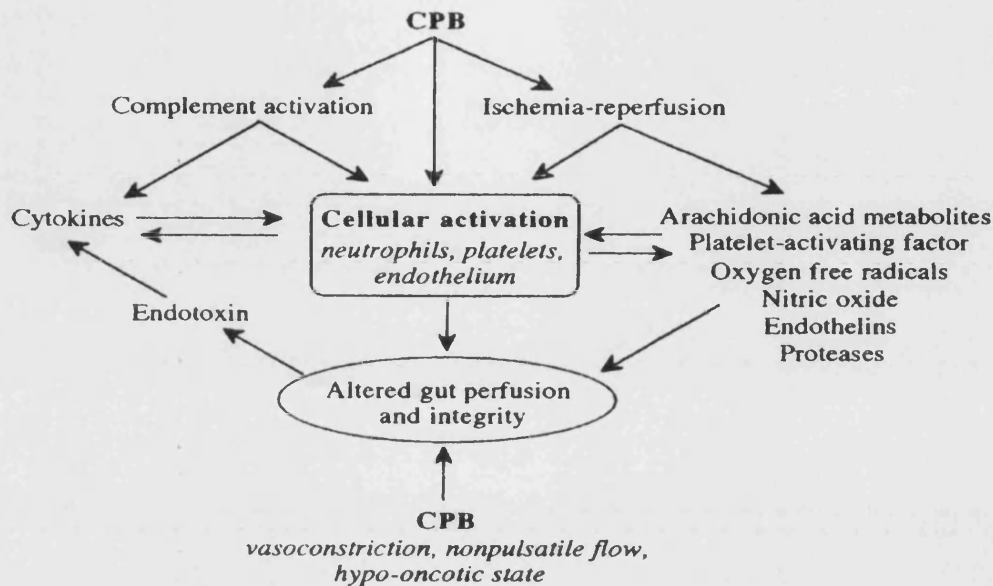 CPB
Complement activation
Ischemia-reperfusion
Cytokines
Cellular activation
neutrophils, platelets,
endothelium
Arachidonic acid metabolites
Platelet-activating factor
Oxygen free radicals
Nitric oxide
Endothelins
Proteases
Endotoxin
Altered gut perfusion
and integrity
CPB
vasoconstriction, nonpulsatile flow,
hypo-oncotic state